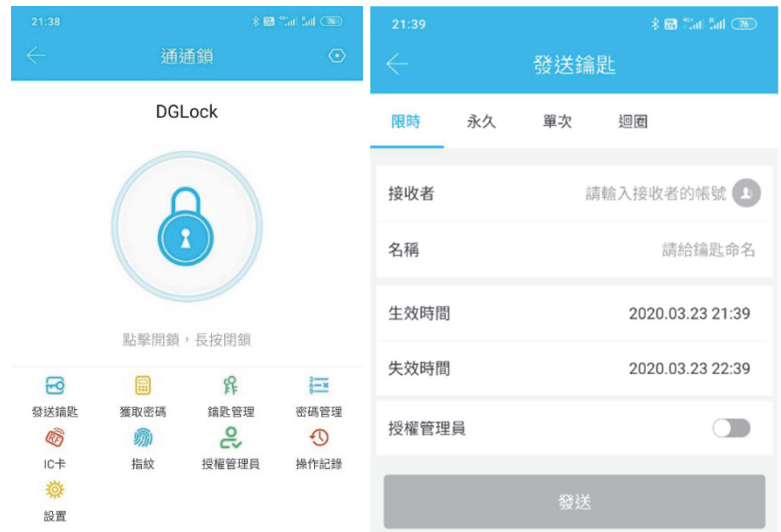 21:38
76
通通鎖
DGLock
點擊開鎖，長按閉鎖
發送鑰匙
獲取密碼
鑰匙管理
密碼管理
IC卡
指紋
授權管理員
操作記錄
設置
21:39
76
發送鑰匙
限時
永久
單次
迴圈
接收者
請輸入接收者的帳號
名稱
請給鑰匙命名
生效時間
2020.03.23 21:39
失效時間
2020.03.23 22:39
授權管理員
發送